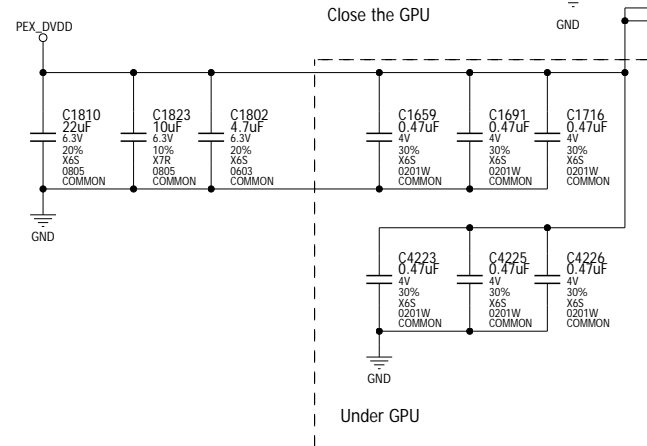 Close the GPU
GND
PEX_DVDD
C1810
22uF
6.3V
20%
X6S
0805
COMMON
C1823
10uF
6.3V
10%
X7R
0805
COMMON
C1802
4.7uF
6.3V
20%
X6S
0603
COMMON
C1659
0.47uF
4V
30%
X6S
0201W
COMMON
C1691
0.47uF
4V
30%
X6S
0201W
COMMON
C1716
0.47uF
4V
30%
X6S
0201W
COMMON
GND
C4223
0.47uF
4V
30%
X6S
0201W
COMMON
C4225
0.47uF
4V
30%
X6S
0201W
COMMON
C4226
0.47uF
4V
30%
X6S
0201W
COMMON
GND
Under GPU